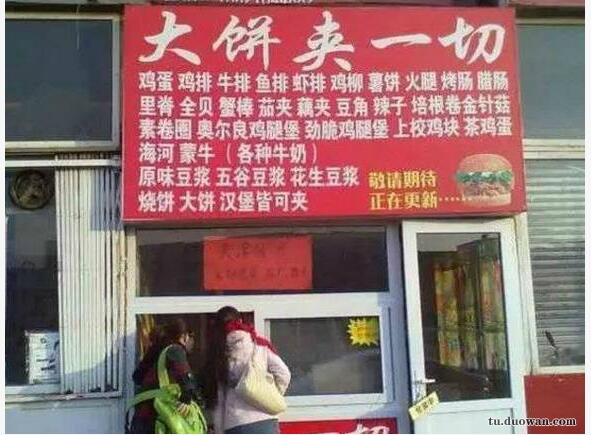 大饼夹一切
鸡蛋 鸡排 牛排 鱼排 虾排 鸡柳 薯饼 火腿 烤肠 腊肠
里脊 全贝 蟹棒 茄夹 藕夹 豆角 辣子 培根卷金针菇
素卷圈 奥尔良鸡腿堡 劲脆鸡腿堡 上校鸡块 茶鸡蛋
海河 蒙牛（各种牛奶）
原味豆浆 五谷豆浆 花生豆浆
烧饼 大饼 汉堡皆可夹
敬请期待
正在更新......
一切
tu.duowan.com